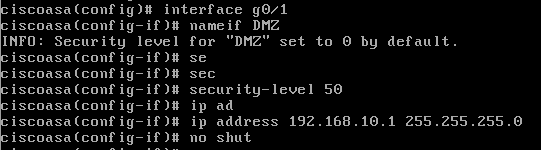 ciscoasa(config)# interface g0/1
ciscoasa(config-if)# nameif DMZ
INFO: Security level for "DMZ" set to 0 by default.
ciscoasa(config-if)# se
ciscoasa(config-if)# sec
ciscoasa(config-if)# security-level 50
ciscoasa(config-if)# ip ad
ciscoasa(config-if)# ip address 192.168.10.1 255.255.255.0
ciscoasa(config-if)# no shut